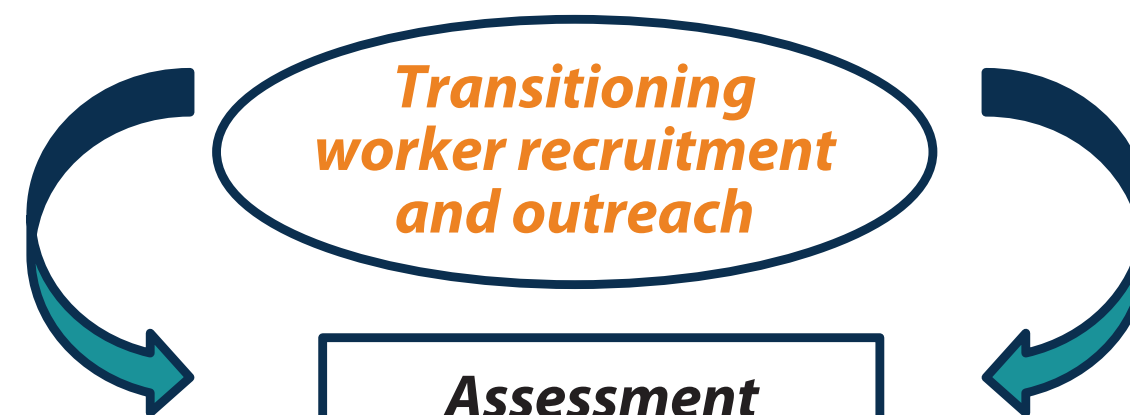 Transitioning
worker recruitment
and outreach
Assessment